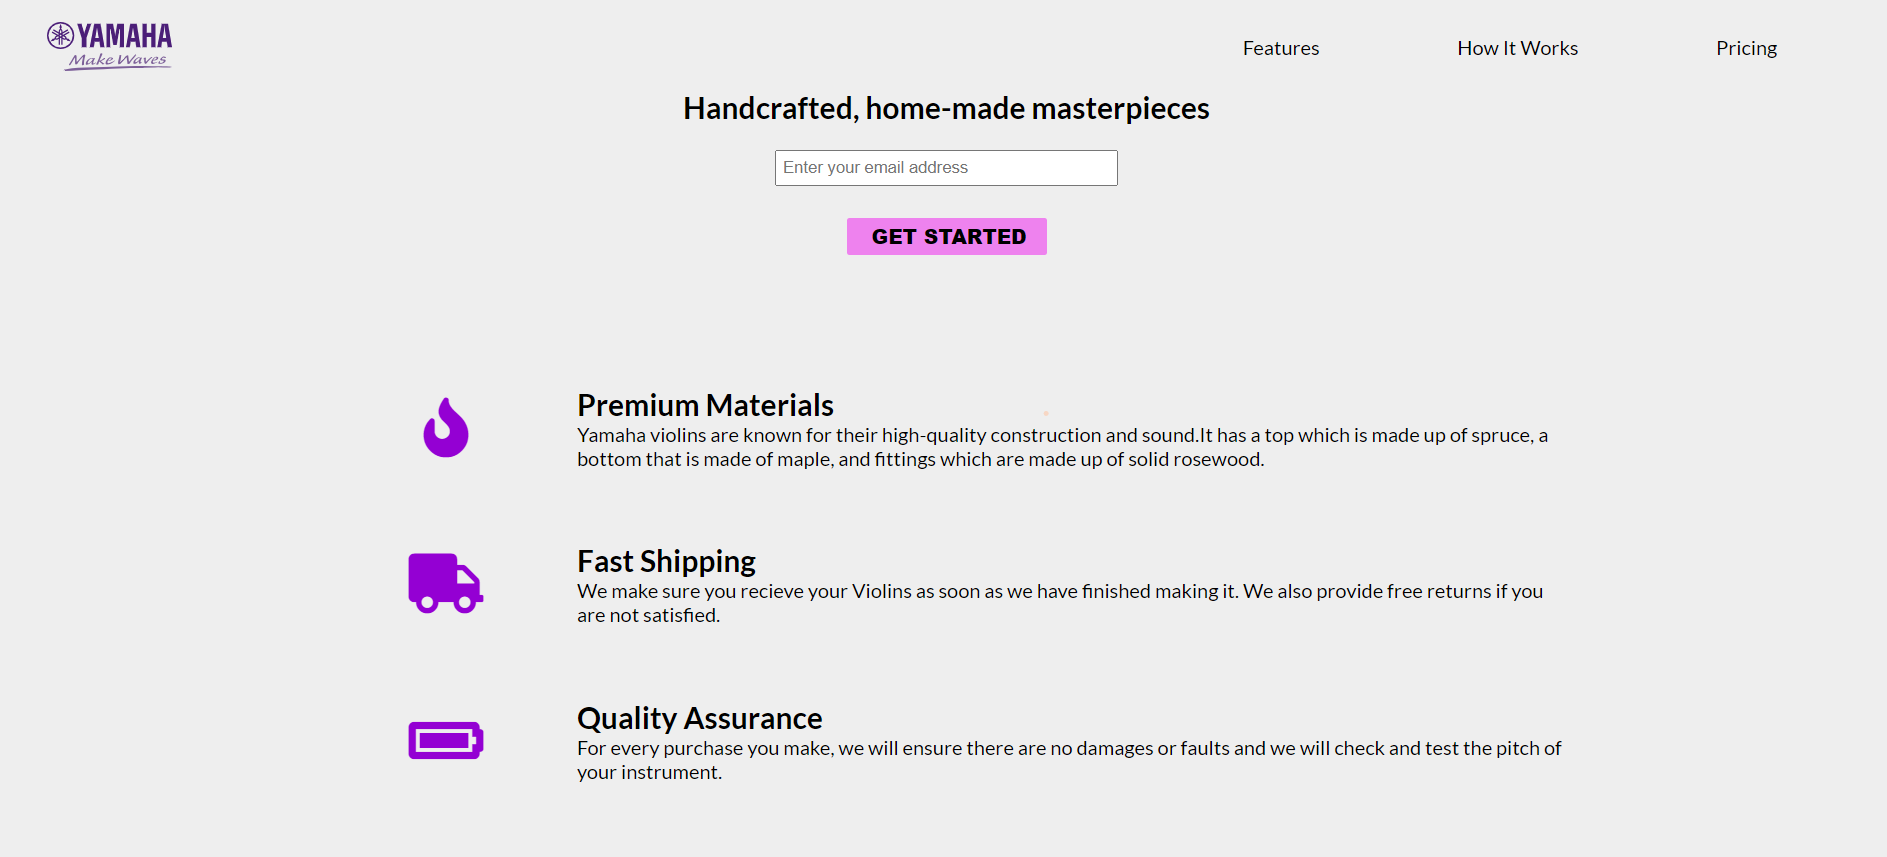 YAMAHA
Make Waves
Features
How It Works
Pricing
Handcrafted, home-made masterpieces
Enter your email address
GET STARTED
Premium Materials
Yamaha violins are known for their high-quality construction and sound.It has a top which is made up of spruce, a
bottom that is made of maple, and fittings which are made up of solid rosewood.
Fast Shipping
We make sure you recieve your Violins as soon as we have finished making it. We also provide free returns if you
are not satisfied.
Quality Assurance
For every purchase you make, we will ensure there are no damages or faults and we will check and test the pitch of
your instrument.